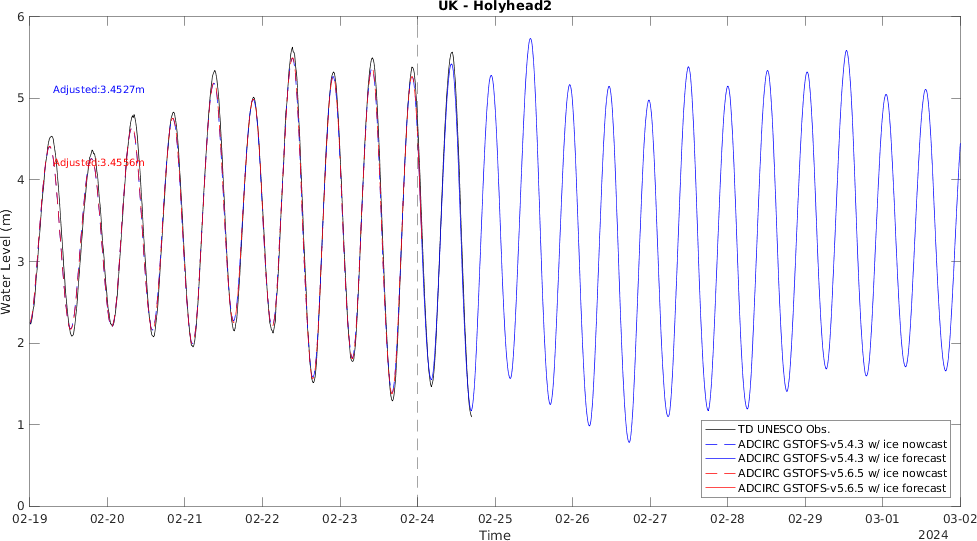 UK - Holyhead2
6
5
4
3
2
1
0
Water Level (m)
Adjusted:3.4527m
Adjusted:3.4556m
TD UNESCO Obs.
ADCIRC GSTOFS-v5.4.3 w/ ice nowcast
ADCIRC GSTOFS-v5.4.3 w/ ice forecast
ADCIRC GSTOFS-v5.6.5 w/ ice nowcast
ADCIRC GSTOFS-v5.6.5 w/ ice forecast
02-19 02-20 02-21 02-22 02-23 02-24 02-25 02-26 02-27 02-28 02-29 03-01 03-02
Time
2024